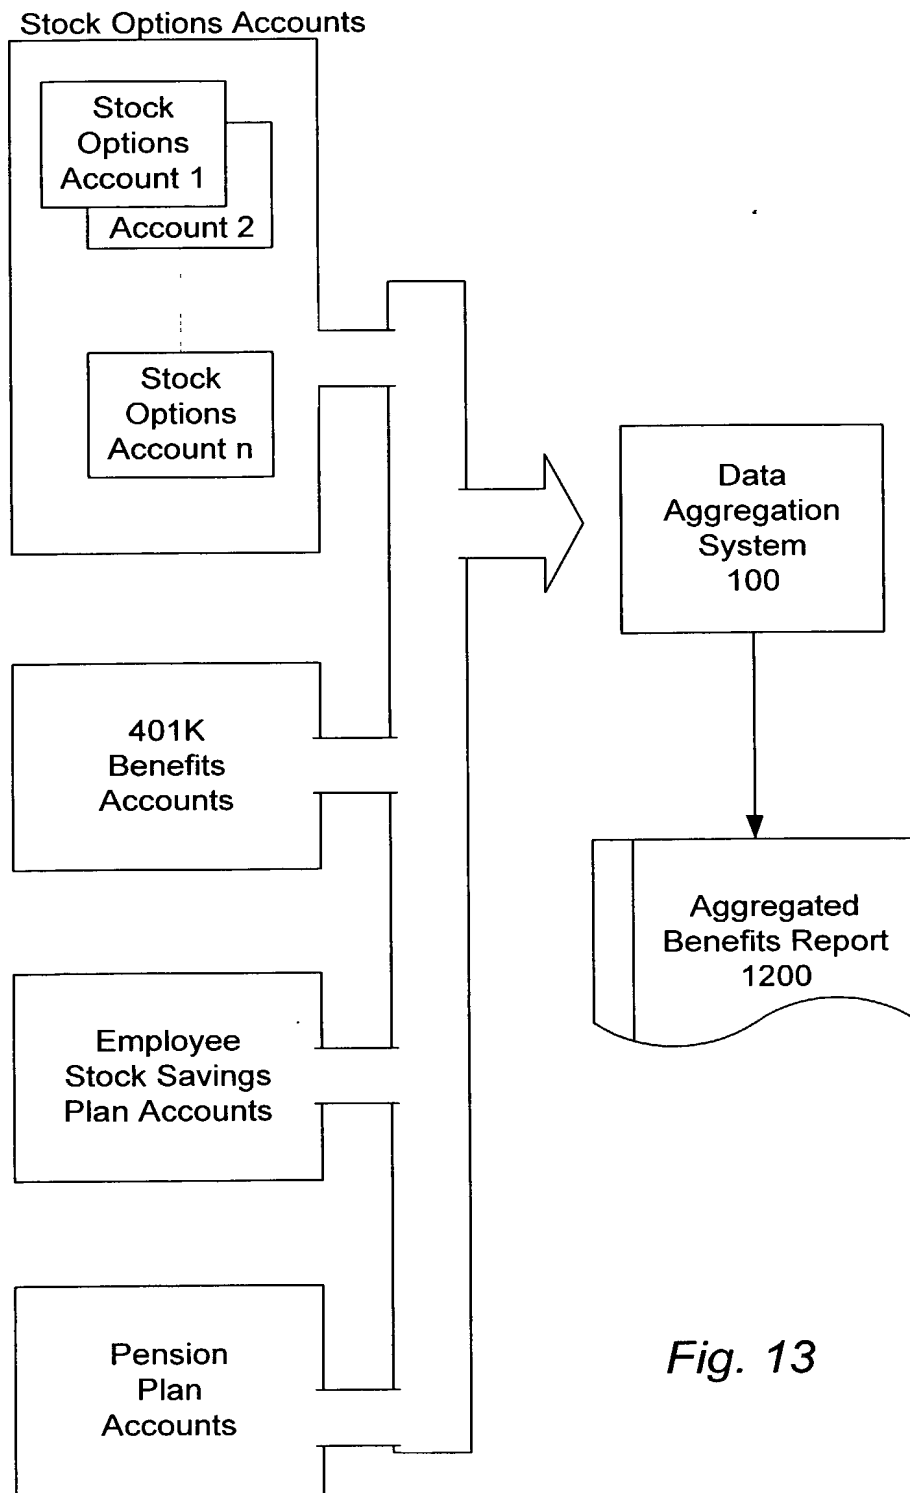 Stock Options Accounts
Stock
Options
Account 1
Account 2
Stock
Options
Account n
Data
Aggregation
System
100
401K
Benefits
Accounts
Aggregated
Benefits Report
1200
Employee
Stock Savings
Plan Accounts
Pension
Plan
Accounts
Fig. 13